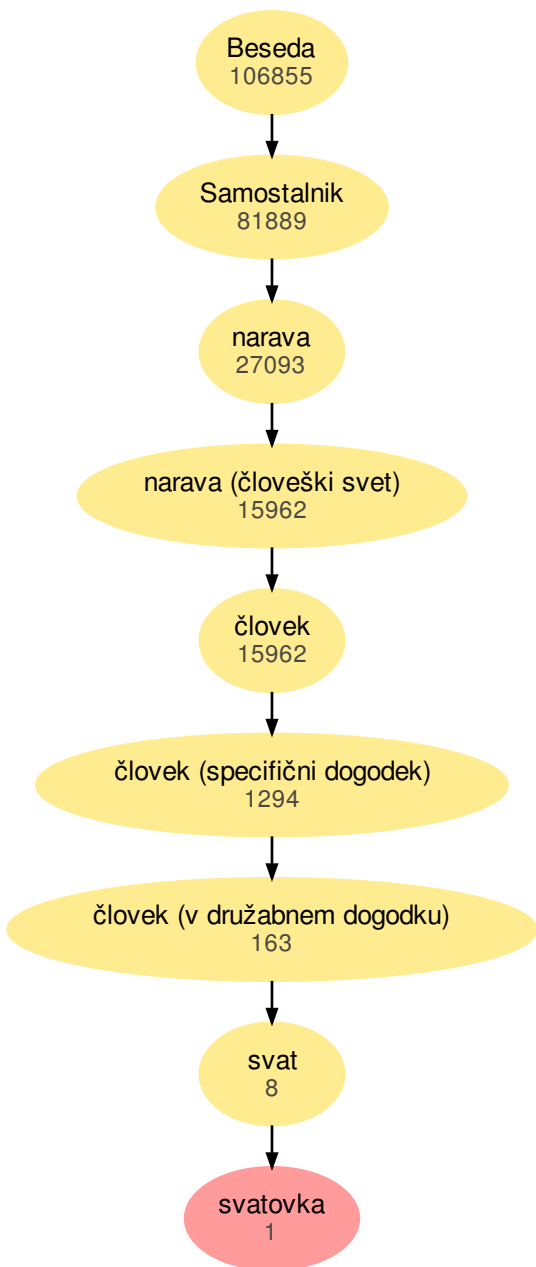 Beseda
106855
Samostalnik
81889
narava
27093
narava (človeški svet)
15962
človek
15962
človek (specifični dogodek)
1294
človek (v družabnem dogodku)
163
svat
8
svatovka
1